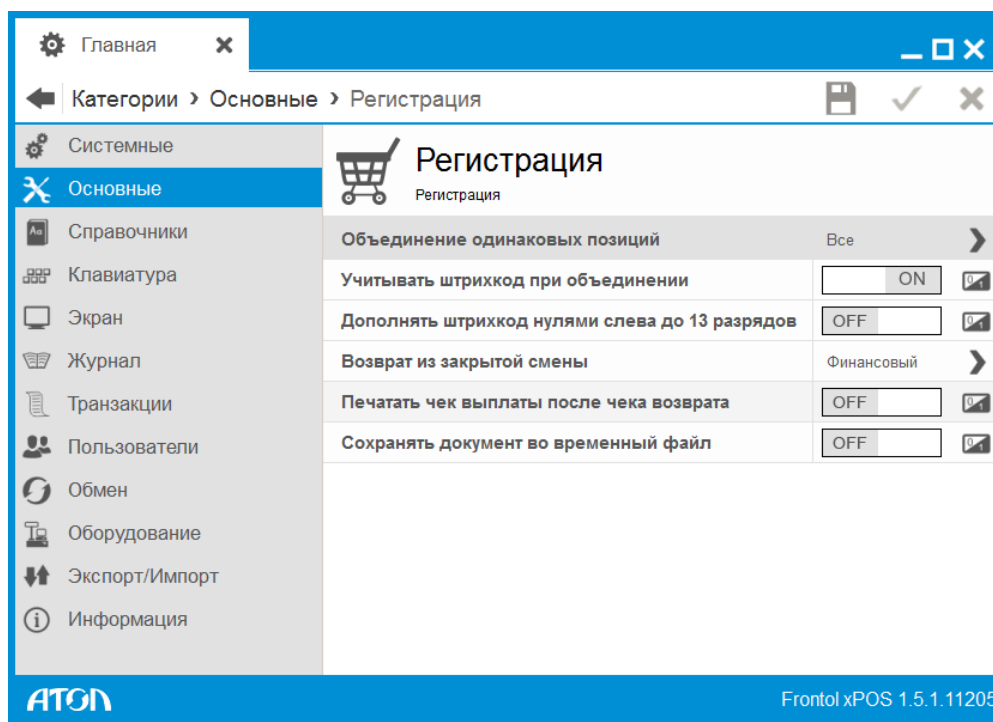 Главная
Категории › Основные › Регистрация
Системные
Основные
Справочники
Клавиатура
Экран
Журнал
Транзакции
Пользователи
Обмен
Оборудование
Экспорт/Импорт
Информация
Регистрация
Регистрация
Объединение одинаковых позиций Все
Учитывать штрихкод при объединении ON
Дополнять штрихкод нулями слева до 13 разрядов OFF
Возврат из закрытой смены Финансовый
Печатать чек выплаты после чека возврата OFF
Сохранять документ во временный файл OFF
ATOЛ Frontol xPOS 1.5.1.11205